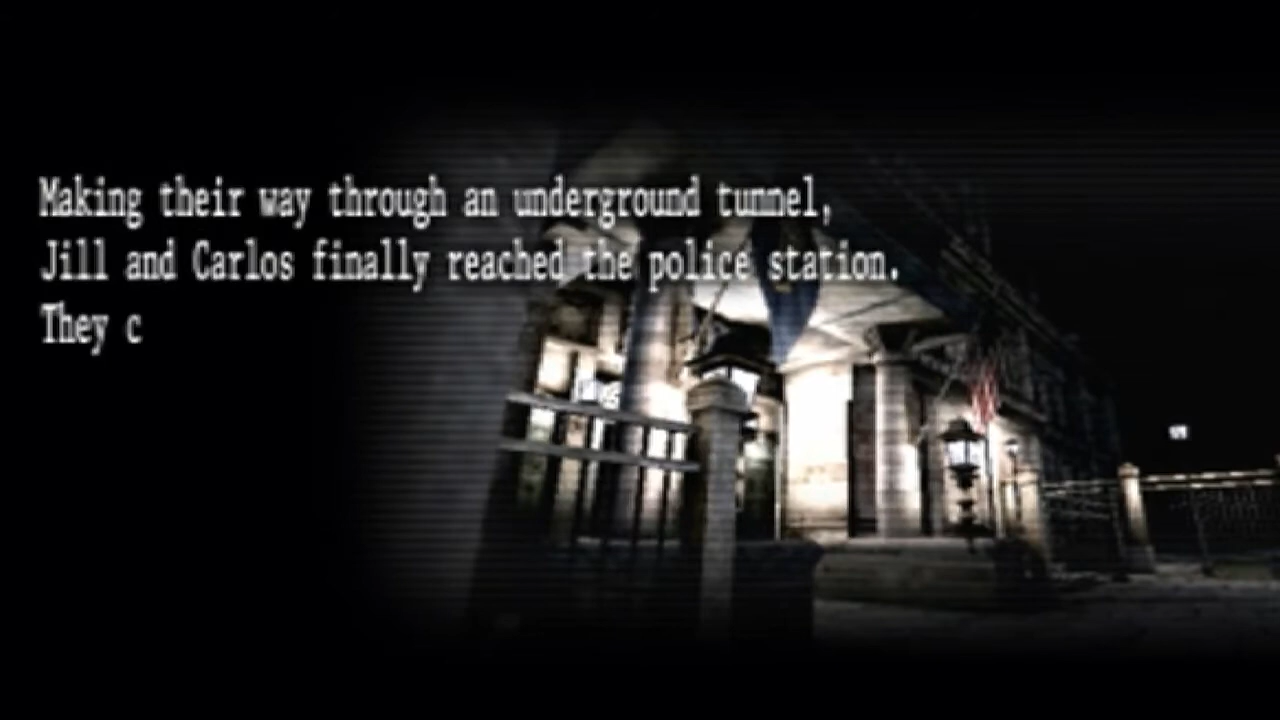 Making their way through an underground tunnel,
Jill and Carlos finally reached the police station.
They c